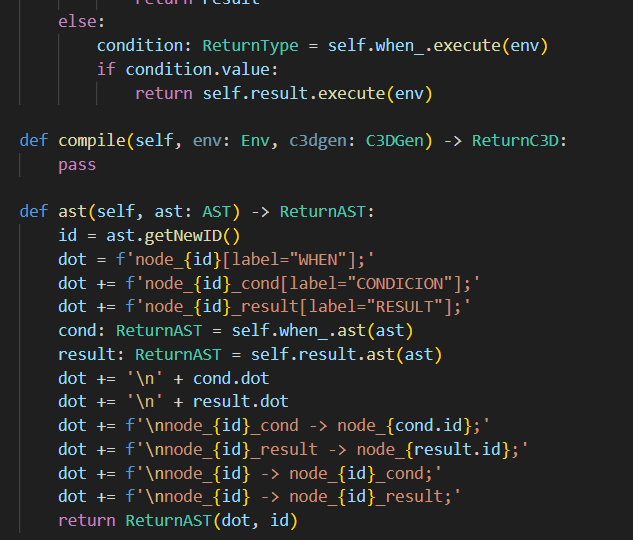 return result
else:
condition: ReturnType = self.when_.execute(env)
if condition.value:
return self.result.execute(env)
def compile(self, env: Env, c3dgen: C3DGen) -> ReturnC3D:
pass
def ast(self, ast: AST) -> ReturnAST:
id = ast.getNewID()
dot = f'node_{id}[label="WHEN"];'
dot += f'node_{id}_cond[label="CONDICION"];'
dot += f'node_{id}_result[label="RESULT"];'
cond: ReturnAST = self.when_.ast(ast)
result: ReturnAST = self.result.ast(ast)
dot += '\n' + cond.dot
dot += '\n' + result.dot
dot += f'\nnode_{id}_cond -> node_{cond.id};'
dot += f'\nnode_{id}_result -> node_{result.id};'
dot += f'\nnode_{id} -> node_{id}_cond;'
dot += f'\nnode_{id} -> node_{id}_result;'
return ReturnAST(dot, id)